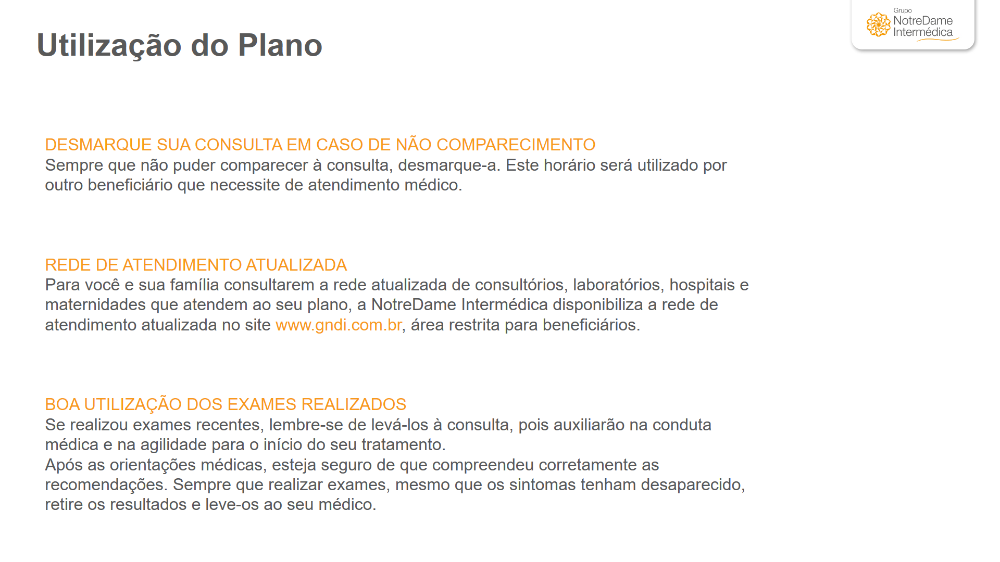 Grupo
NotreDame
Intermédica
Utilização do Plano
DESMARQUE SUA CONSULTA EM CASO DE NÃO COMPARECIMENTO
Sempre que não puder comparecer à consulta, desmarque-a. Este horário será utilizado por
outro beneficiário que necessite de atendimento médico.
REDE DE ATENDIMENTO ATUALIZADA
Para você e sua família consultarem a rede atualizada de consultórios, laboratórios, hospitais e
maternidades que atendem ao seu plano, a NotreDame Intermédica disponibiliza a rede de
atendimento atualizada no site www.gndi.com.br, área restrita para beneficiários.
BOA UTILIZAÇÃO DOS EXAMES REALIZADOS
Se realizou exames recentes, lembre-se de levá-los à consulta, pois auxiliarão na conduta
médica e na agilidade para o início do seu tratamento.
Após as orientações médicas, esteja seguro de que compreendeu corretamente as
recomendações. Sempre que realizar exames, mesmo que os sintomas tenham desaparecido,
retire os resultados e leve-os ao seu médico.